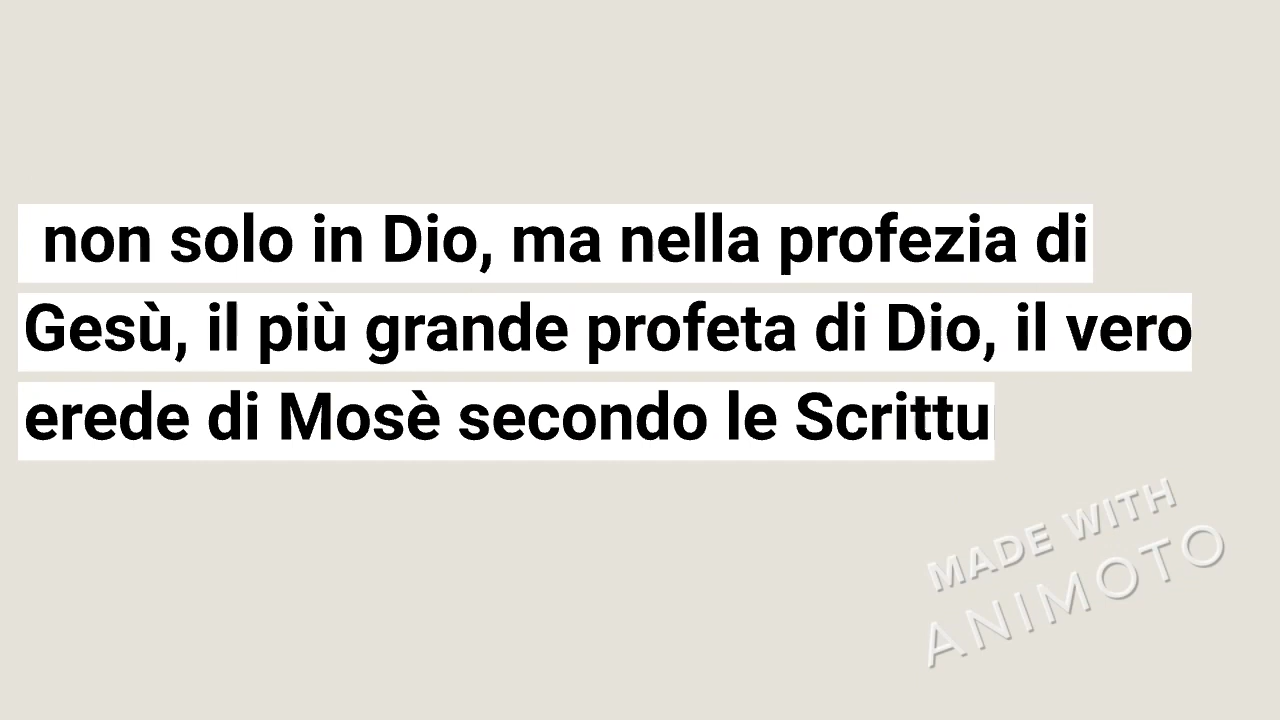 non solo in Dio, ma nella profezia di
Gesù, il più grande profeta di Dio, il vero
erede di Mosè secondo le Scrittu
MADE WITH
ANIMOTO